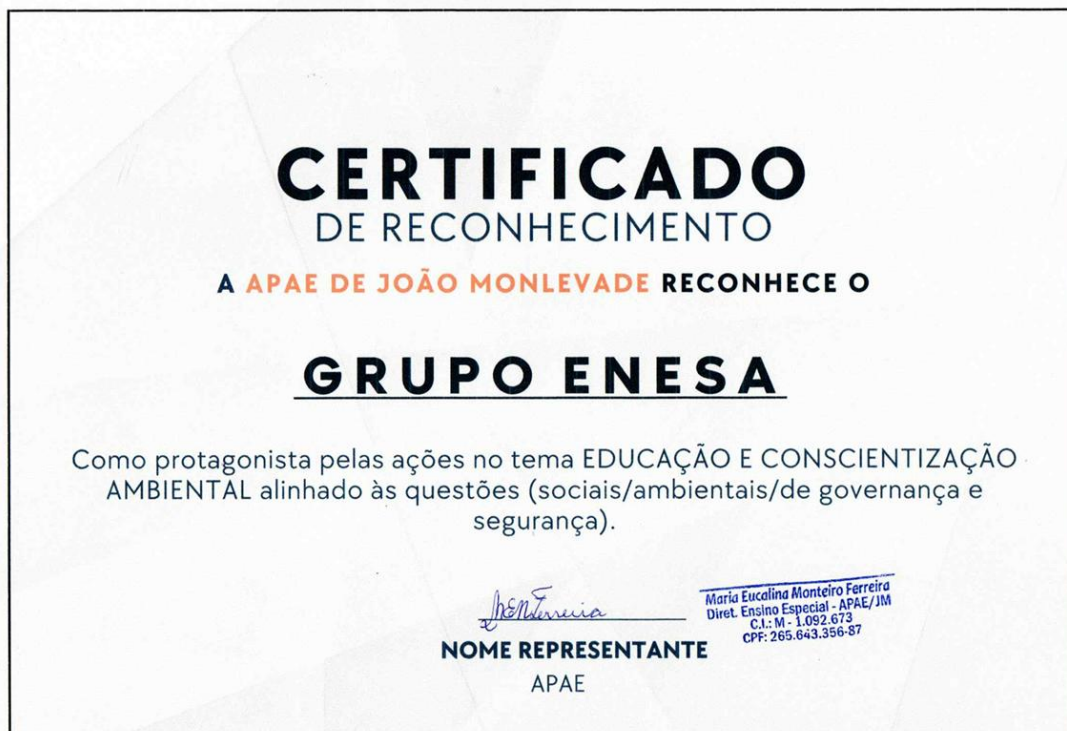 CERTIFICADO
DE RECONHECIMENTO
A APAE DE JOÃO MONLEVADE RECONHECE O
GRUPO ENESA
Como protagonista pelas ações no tema EDUCAÇÃO E CONSCIENTIZAÇÃO
AMBIENTAL alinhado às questões (sociais/ambientais/de governança e
segurança).
MEMFerreira
Maria Eucalina Monteiro Ferreira
Diret. Ensino Especial - APAE/JM
C.I.: M - 1.092.673
CPF: 265.643.356-87
NOME REPRESENTANTE
APAE